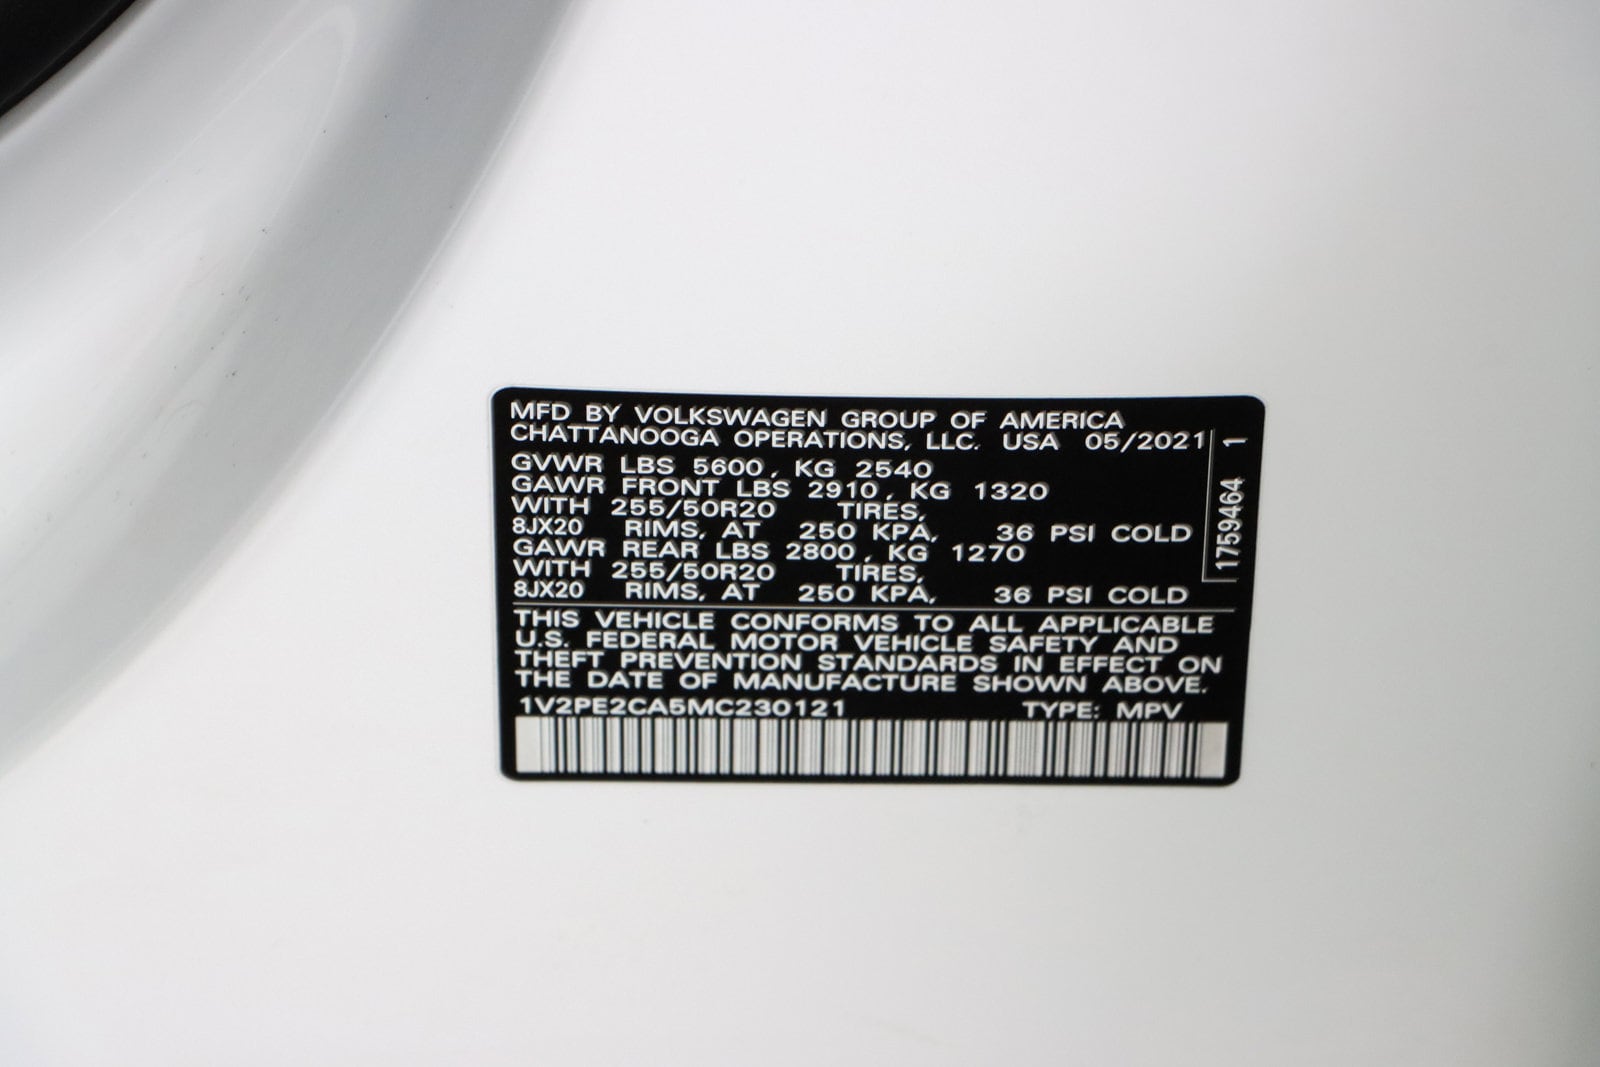 MFD BY VOLKSWAGEN GROUP OF AMERICA
CHATTANOOGA OPERATIONS, LLC. USA 05/2021
GVWR LBS 5600, KG 2540
GAWR FRONT LBS 2910, KG 1320
WITH 255/50R20 TIRES,
8JX20 RIMS, AT 250 KPA, 36 PSI COLD
GAWR REAR LBS 2800, KG 1270
WITH 255/50R20 TIRES,
8JX20 RIMS, AT 250 KPA, 36 PSI COLD
THIS VEHICLE CONFORMS TO ALL APPLICABLE
U.S. FEDERAL MOTOR VEHICLE SAFETY AND
THEFT PREVENTION STANDARDS IN EFFECT ON
THE DATE OF MANUFACTURE SHOWN ABOVE.
1V2PE2CA5MC230121 TYPE: MPV
1759464 1